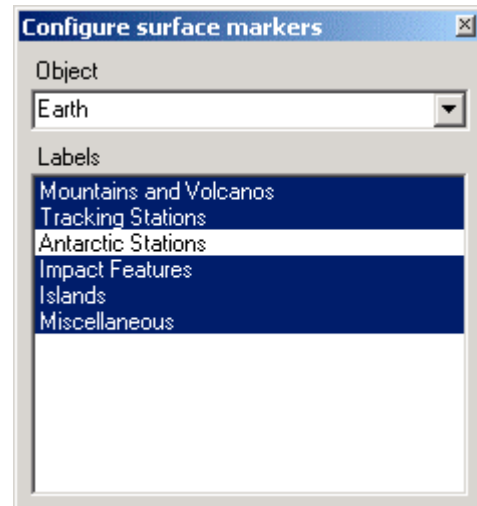 Configure surface markers
Object
Earth
Labels
Mountains and Volcanos
Tracking Stations
Antarctic Stations
Impact Features
Islands
Miscellaneous